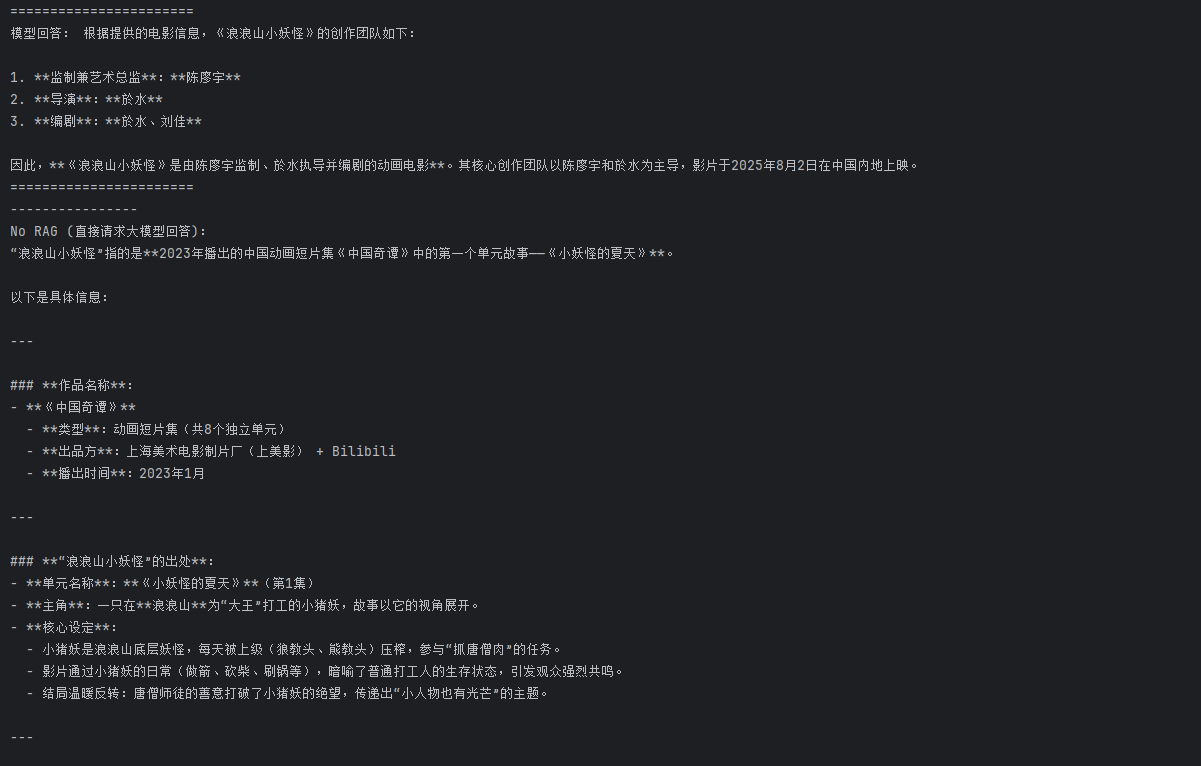 =======================
模型回答： 根据提供的电影信息，《浪浪山小妖怪》的创作团队如下：
1. **监制兼艺术总监**：**陈廖宇**
2. **导演**：**於水**
3. **编剧**：**於水、刘佳**
因此，**《浪浪山小妖怪》是由陈廖宇监制、於水执导并编剧的动画电影**。其核心创作团队以陈廖宇和於水为主导，影片于2025年8月2日在中国内地上映。
=======================
----------------
No RAG (直接请求大模型回答)：
“浪浪山小妖怪”指的是**2023年播出的中国动画短片集《中国奇谭》中的第一个单元故事——《小妖怪的夏天》**。
以下是具体信息：
---
### **作品名称**：
- **《中国奇谭》**
  - **类型**：动画短片集（共8个独立单元）
  - **出品方**：上海美术电影制片厂（上美影） + Bilibili
  - **播出时间**：2023年1月
---
### **“浪浪山小妖怪”的出处**：
- **单元名称**：**《小妖怪的夏天》**（第1集）
- **主角**：一只在**浪浪山**为“大王”打工的小猪妖，故事以它的视角展开。
- **核心设定**：
  - 小猪妖是浪浪山底层妖怪，每天被上级（狼教头、熊教头）压榨，参与“抓唐僧肉”的任务。
  - 影片通过小猪妖的日常（做箭、砍柴、刷锅等），暗喻了普通打工人的生存状态，引发观众强烈共鸣。
  - 结局温暖反转：唐僧师徒的善意打破了小猪妖的绝望，传递出“小人物也有光芒”的主题。
---